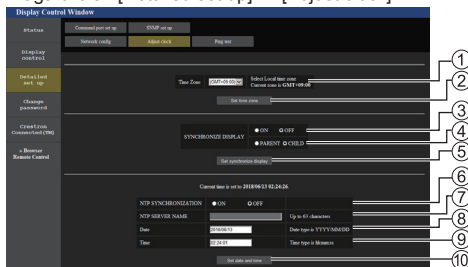 Display Control Window
Status
Display control
Detailed set up
Change password
Crestron Connected(TM)
» Browser Remote Control
Command port set up
SNMP set up
Network config
Adjust clock
Ping test
Time Zone
(GMT+09:00)
Select Local time zone
Current zone is GMT+09:00
Set time zone
SYNCHRONIZE DISPLAY
ON OFF
PARENT CHILD
Set synchronize display
Current time is set to 2018/06/13 02:24:26.
NTP SYNCHRONIZATION ON OFF
NTP SERVER NAME Up to 63 characters
Date 2018/06/13 Date type is YYYY/MM/DD
Time 02:24:01 Time type is hh:mm:ss
Set date and time
1
2
3
4
5
6
7
8
9
10